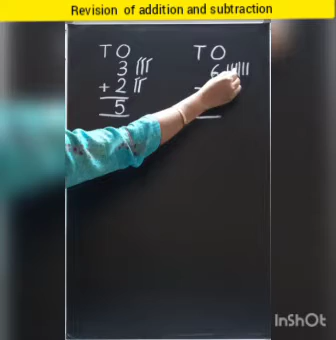 Revision of addition and subtraction
T O
3
+ 2
5
T O
6
InShOt